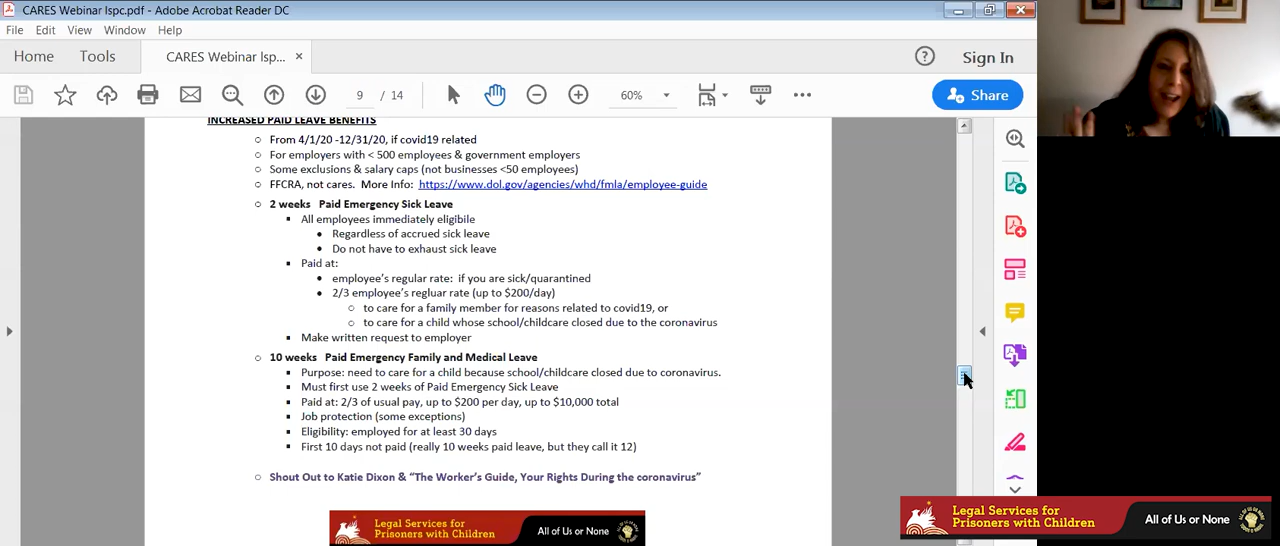 CARES Webinar lspc.pdf - Adobe Acrobat Reader DC
File Edit View Window Help
Home Tools CARES Webinar lsp... × Sign In
9 / 14 60% ••• Share
INCREASED PAID LEAVE BENEFITS
○ From 4/1/20 -12/31/20, if covid19 related
○ For employers with < 500 employees & government employers
○ Some exclusions & salary caps (not businesses <50 employees)
○ FFCRA, not cares. More Info: https://www.dol.gov/agencies/whd/fmla/employee-guide
○ 2 weeks Paid Emergency Sick Leave
▪ All employees immediately eligibile
• Regardless of accrued sick leave
• Do not have to exhaust sick leave
▪ Paid at:
• employee's regular rate: if you are sick/quarantined
• 2/3 employee's regluar rate (up to $200/day)
○ to care for a family member for reasons related to covid19, or
○ to care for a child whose school/childcare closed due to the coronavirus
▪ Make written request to employer
○ 10 weeks Paid Emergency Family and Medical Leave
▪ Purpose: need to care for a child because school/childcare closed due to coronavirus.
▪ Must first use 2 weeks of Paid Emergency Sick Leave
▪ Paid at: 2/3 of usual pay, up to $200 per day, up to $10,000 total
▪ Job protection (some exceptions)
▪ Eligibility: employed for at least 30 days
▪ First 10 days not paid (really 10 weeks paid leave, but they call it 12)
○ Shout Out to Katie Dixon & "The Worker's Guide, Your Rights During the coronavirus"
Legal Services for
Prisoners with Children
All of Us or None
Legal Services for
Prisoners with Children
All of Us or None